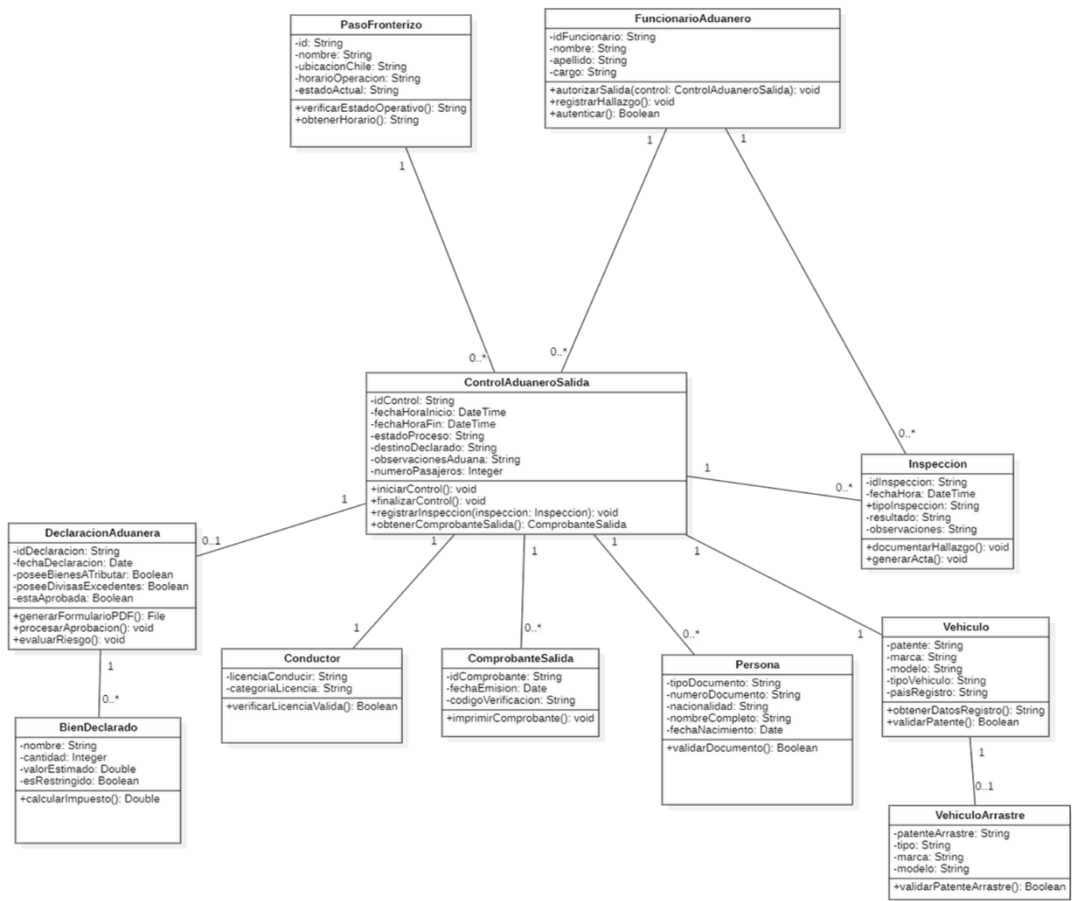 PasoFronterizo
-id: String
-nombre: String
-ubicacionChile: String
-horarioOperacion: String
-estadoActual: String
+verificarEstadoOperativo(): String
+obtenerHorario(): String
FuncionarioAduanero
-idFuncionario: String
-nombre: String
-apellido: String
-cargo: String
+autorizarSalida(control: ControlAduaneroSalida): void
+registrarHallazgo(): void
+autenticar(): Boolean
1
1
1
0..*
0..*
0..*
ControlAduaneroSalida
-idControl: String
-fechaHoraInicio: DateTime
-fechaHoraFin: DateTime
-estadoProceso: String
-destinoDeclarado: String
-observacionesAduana: String
-numeroPasajeros: Integer
+iniciarControl(): void
+finalizarControl(): void
+registrarInspeccion(inspeccion: Inspeccion): void
+obtenerComprobanteSalida(): ComprobanteSalida
1
0..*
Inspeccion
-idInspeccion: String
-fechaHora: DateTime
+tipoInspeccion: String
-resultado: String
-observaciones: String
+documentarHallazgo(): void
+generarActa(): void
1
0..1
DeclaracionAduanera
-idDeclaracion: String
-fechaDeclaracion: Date
-poseeBienesATributar: Boolean
-poseeDivisasExcedentes: Boolean
-estaAprobada: Boolean
+generarFormularioPDF(): File
+procesarAprobacion(): void
+evaluarRiesgo(): void
1
0..*
BienDeclarado
-nombre: String
-cantidad: Integer
-valorEstimado: Double
-esRestringido: Boolean
+calcularImpuesto(): Double
1
1
1
1
1
0..*
0..*
1
Conductor
-licenciaConducir: String
-categoriaLicencia: String
+verificarLicenciaValida(): Boolean
ComprobanteSalida
-idComprobante: String
-fechaEmision: Date
-codigoVerificacion: String
+imprimirComprobante(): void
Persona
-tipoDocumento: String
-numeroDocumento: String
-nacionalidad: String
-nombreCompleto: String
-fechaNacimiento: Date
+validarDocumento(): Boolean
Vehiculo
-patente: String
-marca: String
-modelo: String
-tipoVehiculo: String
-paisRegistro: String
+obtenerDatosRegistro(): String
+validarPatente(): Boolean
1
0..1
VehiculoArrastre
-patenteArrastre: String
-tipo: String
-marca: String
-modelo: String
+validarPatenteArrastre(): Boolean